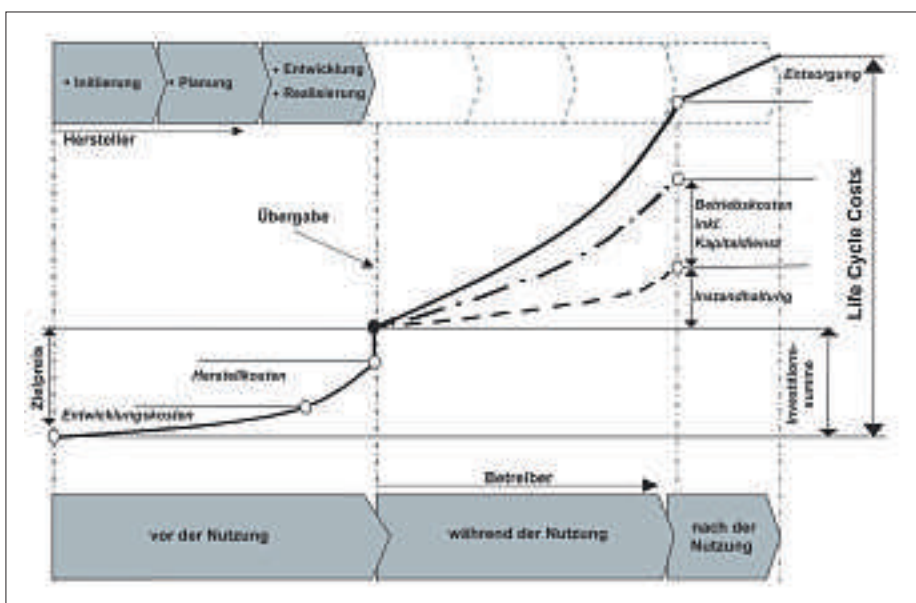 • Initiierung
• Planung
• Entwicklung
• Realisierung
Entsorgung
Hersteller
Übergabe
Betriebskosten
inkl.
Kapitaldienst
Instandhaltung
Life Cycle Costs
Zielpreis
Herstellkosten
Entwicklungskosten
Investitions-
summe
Betreiber
vor der Nutzung
während der Nutzung
nach der
Nutzung